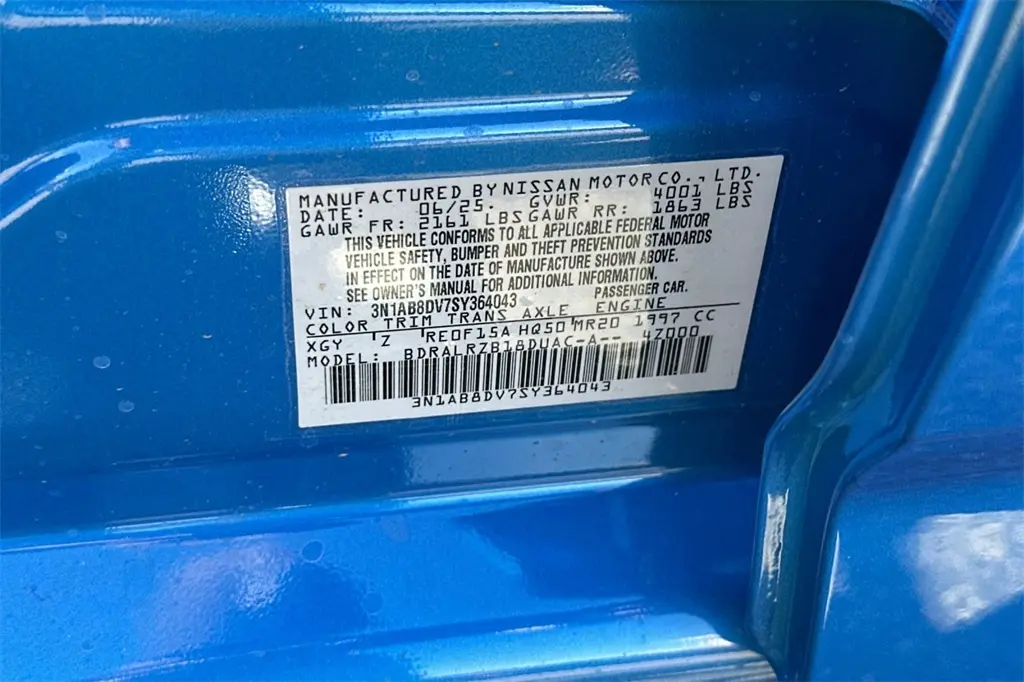 MANUFACTURED BY NISSAN MOTOR CO., LTD.
DATE: 06/25 GVWR: 4001 LBS
GAWR FR: 2161 LBS GAWR RR: 1863 LBS
THIS VEHICLE CONFORMS TO ALL APPLICABLE FEDERAL MOTOR
VEHICLE SAFETY, BUMPER AND THEFT PREVENTION STANDARDS
IN EFFECT ON THE DATE OF MANUFACTURE SHOWN ABOVE.
SEE OWNER'S MANUAL FOR ADDITIONAL INFORMATION.
VIN: 3N1AB8DV7SY364043 PASSENGER CAR.
COLOR TRIM TRANS AXLE ENGINE
XGY Z RE0F15A HQ50 MR20 1997 CC
MODEL: BDRALRZB18DUAC-A-- 4Z000
3N1AB8DV7SY364043